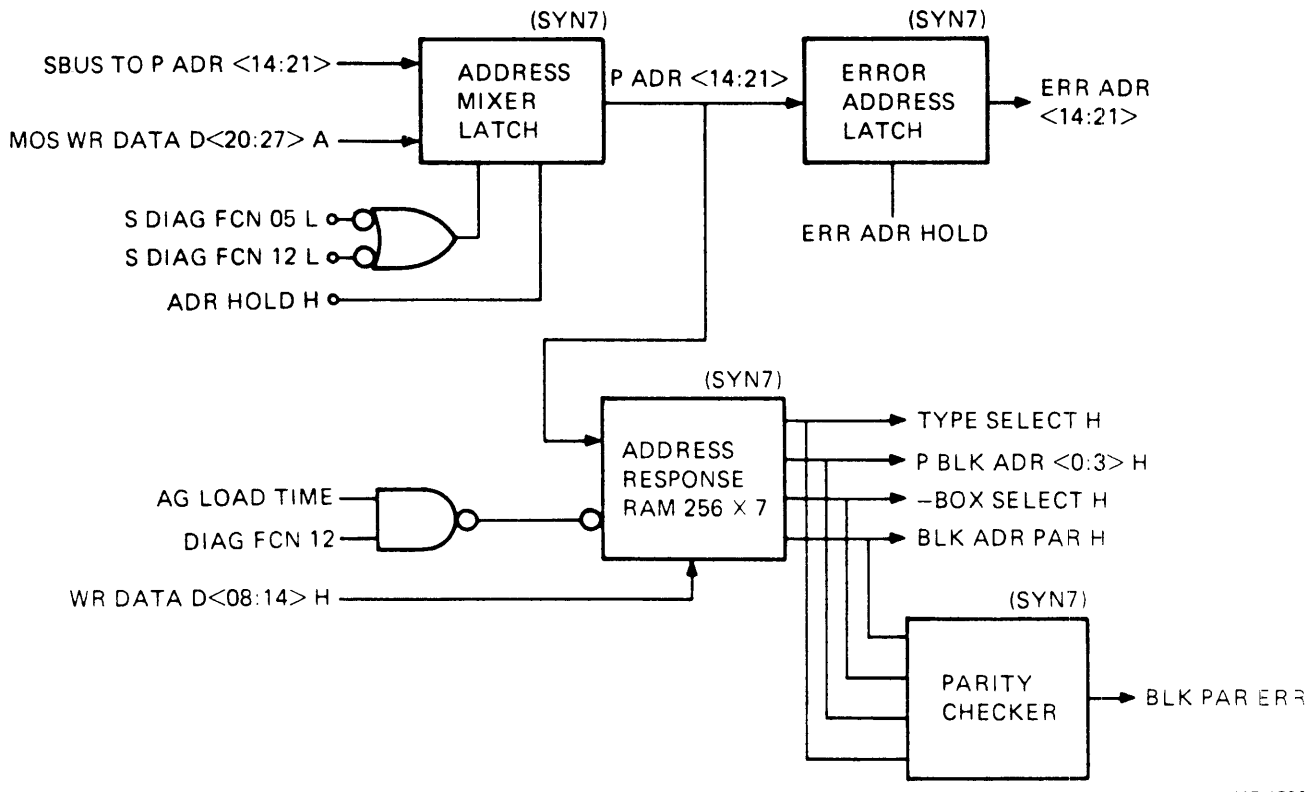 (SYN7)
(SYN7)
SBUS TO P ADR <14:21>
MOS WR DATA D<20:27> A
ADDRESS
MIXER
LATCH
P ADR <14:21>
ERROR
ADDRESS
LATCH
ERR ADR
<14:21>
S DIAG FCN 05 L
S DIAG FCN 12 L
ADR HOLD H
ERR ADR HOLD
(SYN7)
ADDRESS
RESPONSE
RAM 256 × 7
TYPE SELECT H
P BLK ADR <0:3> H
−BOX SELECT H
BLK ADR PAR H
AG LOAD TIME
DIAG FCN 12
WR DATA D<08:14> H
(SYN7)
PARITY
CHECKER
BLK PAR ERR